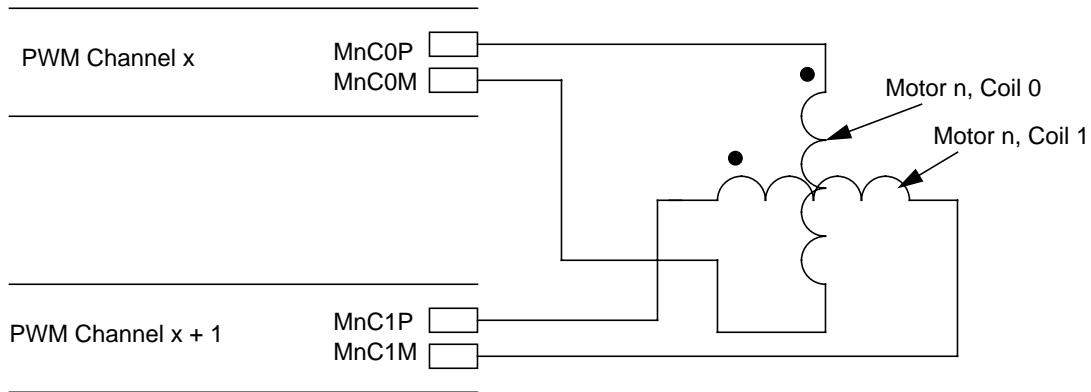 PWM Channel x
MnC0P
MnC0M
Motor n, Coil 0
Motor n, Coil 1
MnC1P
PWM Channel x + 1
MnC1M